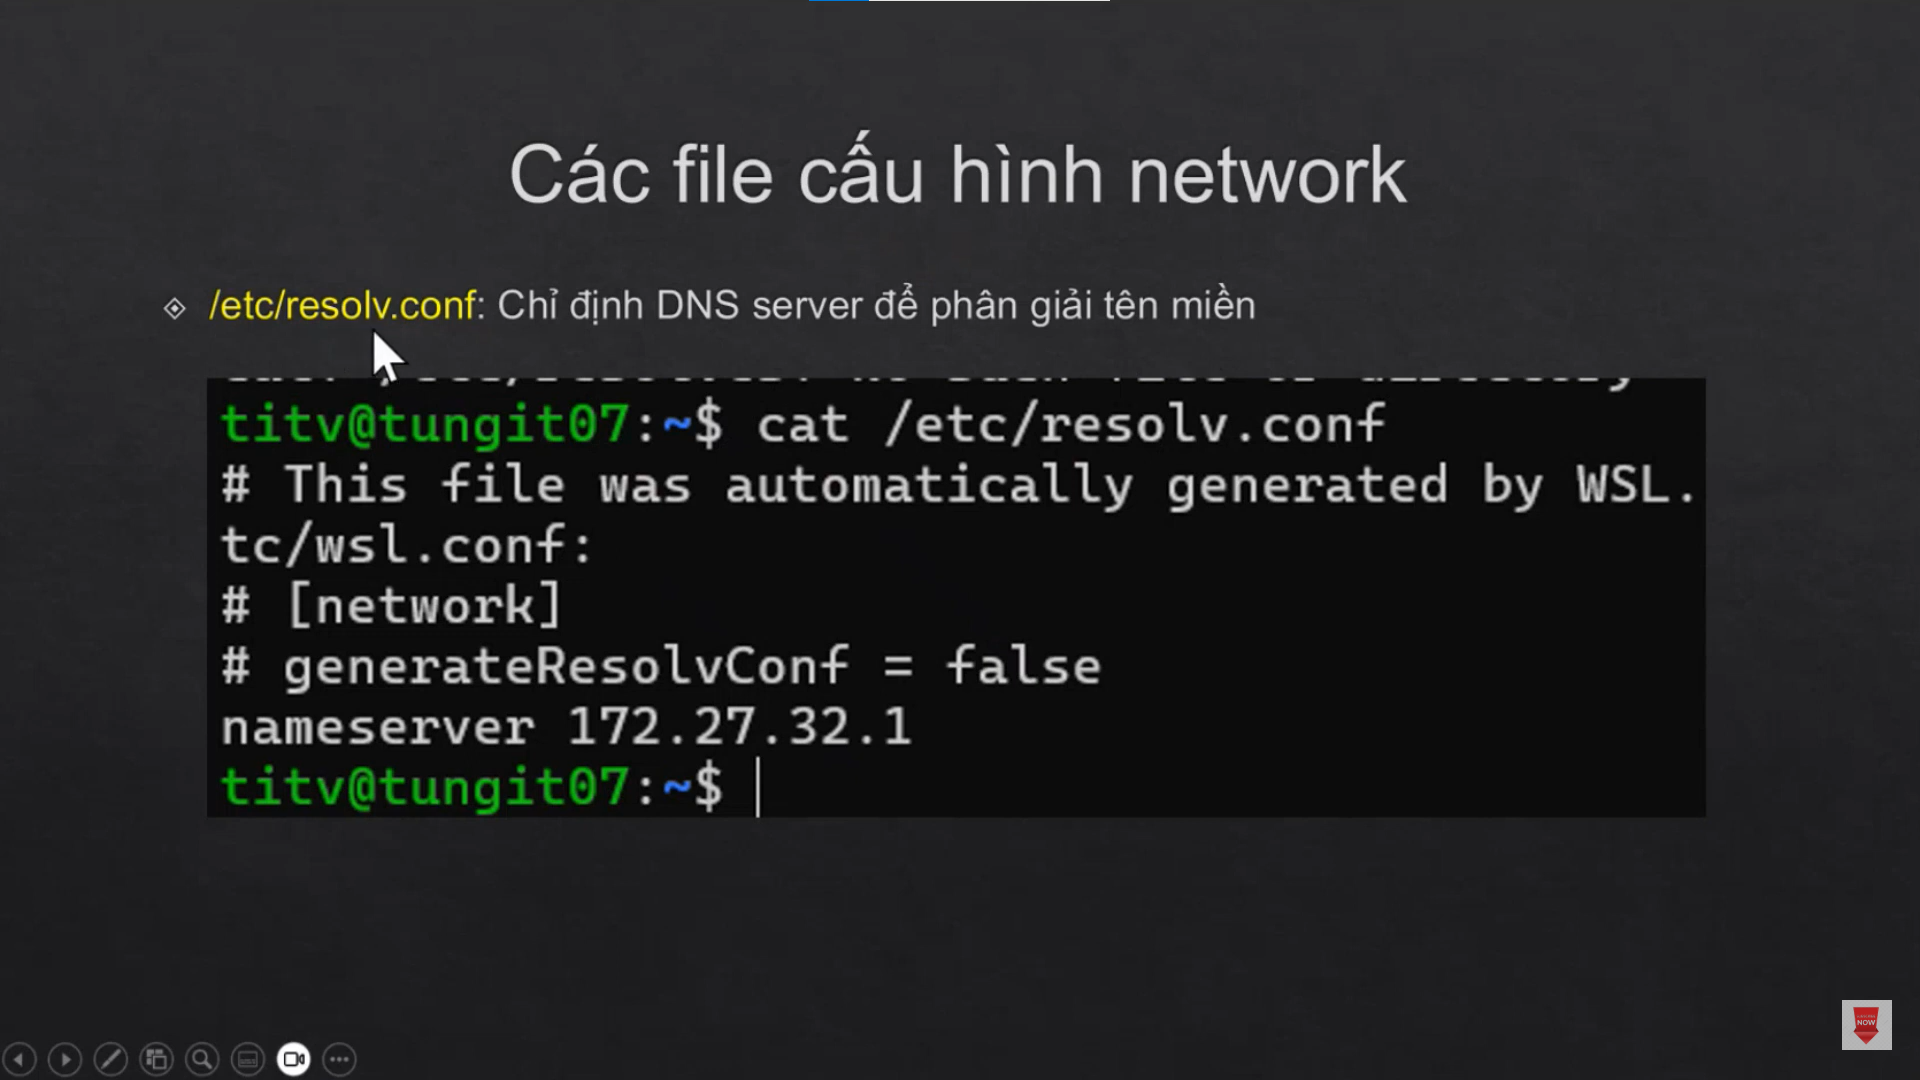 Các file cấu hình network
/etc/resolv.conf: Chỉ định DNS server để phân giải tên miền
titv@tungit07:~$ cat /etc/resolv.conf
# This file was automatically generated by WSL.
tc/wsl.conf:
# [network]
# generateResolvConf = false
nameserver 172.27.32.1
titv@tungit07:~$
NOW